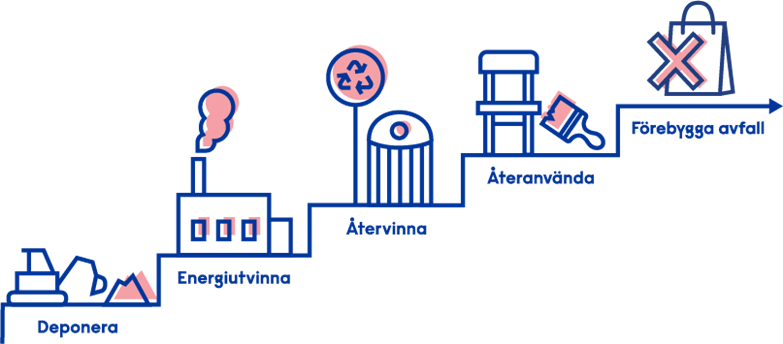 Förebygga avfall
Återanvända
Återvinna
Energiutvinna
Deponera